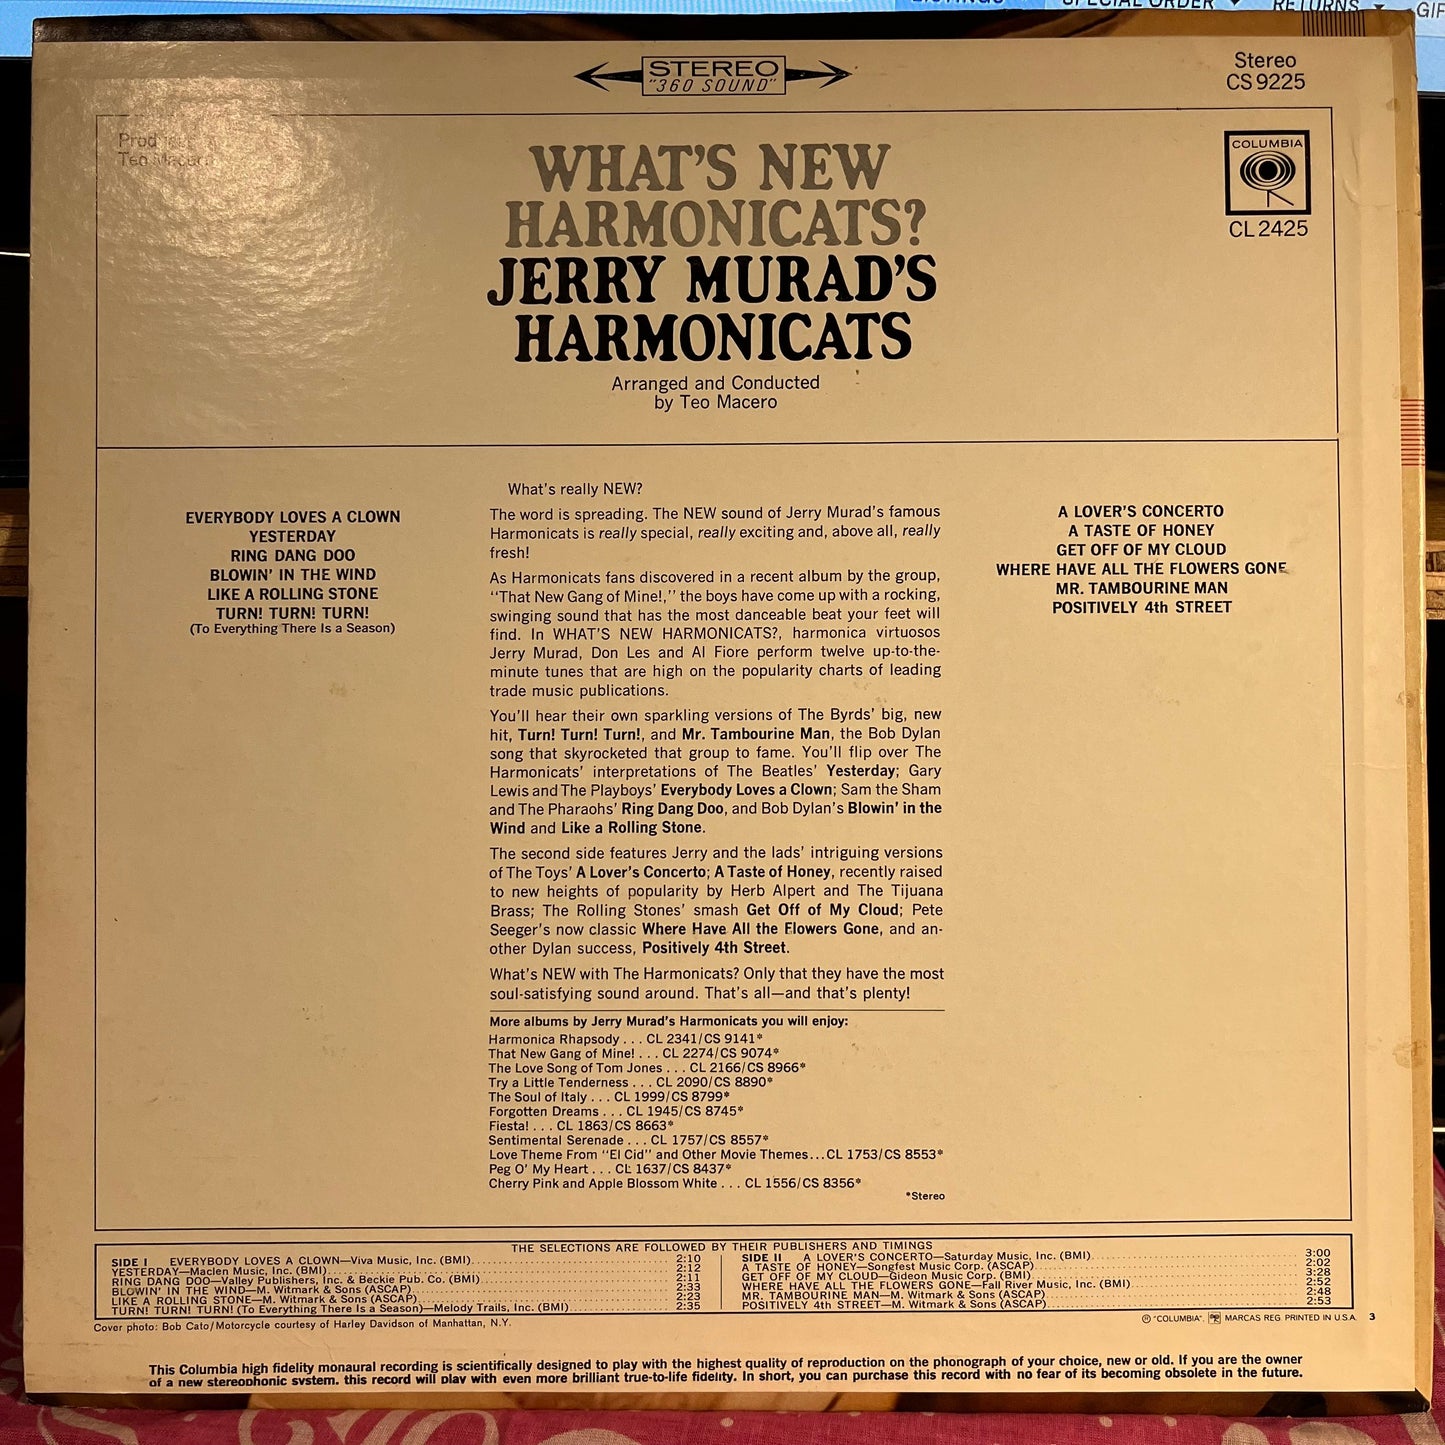 LISTINGS
SPECIAL ORDER
RETURNS
GIF
STEREO
"360 SOUND"
Stereo
CS 9225
Teo Macero
COLUMBIA
CL 2425
WHAT'S NEW
HARMONICATS?
JERRY MURAD'S
HARMONICATS
Arranged and Conducted
by Teo Macero
EVERYBODY LOVES A CLOWN
YESTERDAY
RING DANG DOO
BLOWIN' IN THE WIND
LIKE A ROLLING STONE
TURN! TURN! TURN!
(To Everything There Is a Season)
What's really NEW?
The word is spreading. The NEW sound of Jerry Murad's famous
Harmonicats is really special, really exciting and, above all, really
fresh!
As Harmonicats fans discovered in a recent album by the group,
"That New Gang of Mine!," the boys have come up with a rocking,
swinging sound that has the most danceable beat your feet will
find. In WHAT'S NEW HARMONICATS?, harmonica virtuosos
Jerry Murad, Don Les and Al Fiore perform twelve up-to-the-
minute tunes that are high on the popularity charts of leading
trade music publications.
You'll hear their own sparkling versions of The Byrds' big, new
hit, Turn! Turn! Turn!, and Mr. Tambourine Man, the Bob Dylan
song that skyrocketed that group to fame. You'll flip over The
Harmonicats' interpretations of The Beatles' Yesterday; Gary
Lewis and The Playboys' Everybody Loves a Clown; Sam the Sham
and The Pharaohs' Ring Dang Doo, and Bob Dylan's Blowin' in the
Wind and Like a Rolling Stone.
The second side features Jerry and the lads' intriguing versions
of The Toys' A Lover's Concerto; A Taste of Honey, recently raised
to new heights of popularity by Herb Alpert and The Tijuana
Brass; The Rolling Stones' smash Get Off of My Cloud; Pete
Seeger's now classic Where Have All the Flowers Gone, and an-
other Dylan success, Positively 4th Street.
What's NEW with The Harmonicats? Only that they have the most
soul-satisfying sound around. That's all—and that's plenty!
More albums by Jerry Murad's Harmonicats you will enjoy:
Harmonica Rhapsody . . . CL 2341/CS 9141*
That New Gang of Mine! . . . CL 2274/CS 9074*
The Love Song of Tom Jones . . . CL 2166/CS 8966*
Try a Little Tenderness . . . CL 2090/CS 8890*
The Soul of Italy . . . CL 1999/CS 8799*
Forgotten Dreams . . . CL 1945/CS 8745*
Fiesta! . . . CL 1863/CS 8663*
Sentimental Serenade . . . CL 1757/CS 8557*
Love Theme From "El Cid" and Other Movie Themes...CL 1753/CS 8553*
Peg O' My Heart . . . CL 1637/CS 8437*
Cherry Pink and Apple Blossom White . . . CL 1556/CS 8356*
*Stereo
A LOVER'S CONCERTO
A TASTE OF HONEY
GET OFF OF MY CLOUD
WHERE HAVE ALL THE FLOWERS GONE
MR. TAMBOURINE MAN
POSITIVELY 4th STREET
THE SELECTIONS ARE FOLLOWED BY THEIR PUBLISHERS AND TIMINGS
SIDE I EVERYBODY LOVES A CLOWN—Viva Music, Inc. (BMI) 2:10
YESTERDAY—Maclen Music, Inc. (BMI) 2:12
RING DANG DOO—Valley Publishers, Inc. & Beckie Pub. Co. (BMI) 2:11
BLOWIN' IN THE WIND—M. Witmark & Sons (ASCAP) 2:33
LIKE A ROLLING STONE—M. Witmark & Sons (ASCAP) 2:23
TURN! TURN! TURN! (To Everything There Is a Season)—Melody Trails, Inc. (BMI) 2:35
SIDE II A LOVER'S CONCERTO—Saturday Music, Inc. (BMI) 3:00
A TASTE OF HONEY—Songfest Music Corp. (ASCAP) 2:02
GET OFF OF MY CLOUD—Gideon Music Corp. (BMI) 3:28
WHERE HAVE ALL THE FLOWERS GONE—Fall River Music, Inc. (BMI) 2:52
MR. TAMBOURINE MAN—M. Witmark & Sons (ASCAP) 2:48
POSITIVELY 4th STREET—M. Witmark & Sons (ASCAP) 2:53
Cover photo: Bob Cato/Motorcycle courtesy of Harley Davidson of Manhattan, N.Y.
® "COLUMBIA", MARCAS REG. PRINTED IN U.S.A. 3
This Columbia high fidelity monaural recording is scientifically designed to play with the highest quality of reproduction on the phonograph of your choice, new or old. If you are the owner
of a new stereophonic system, this record will play with even more brilliant true-to-life fidelity. In short, you can purchase this record with no fear of its becoming obsolete in the future.